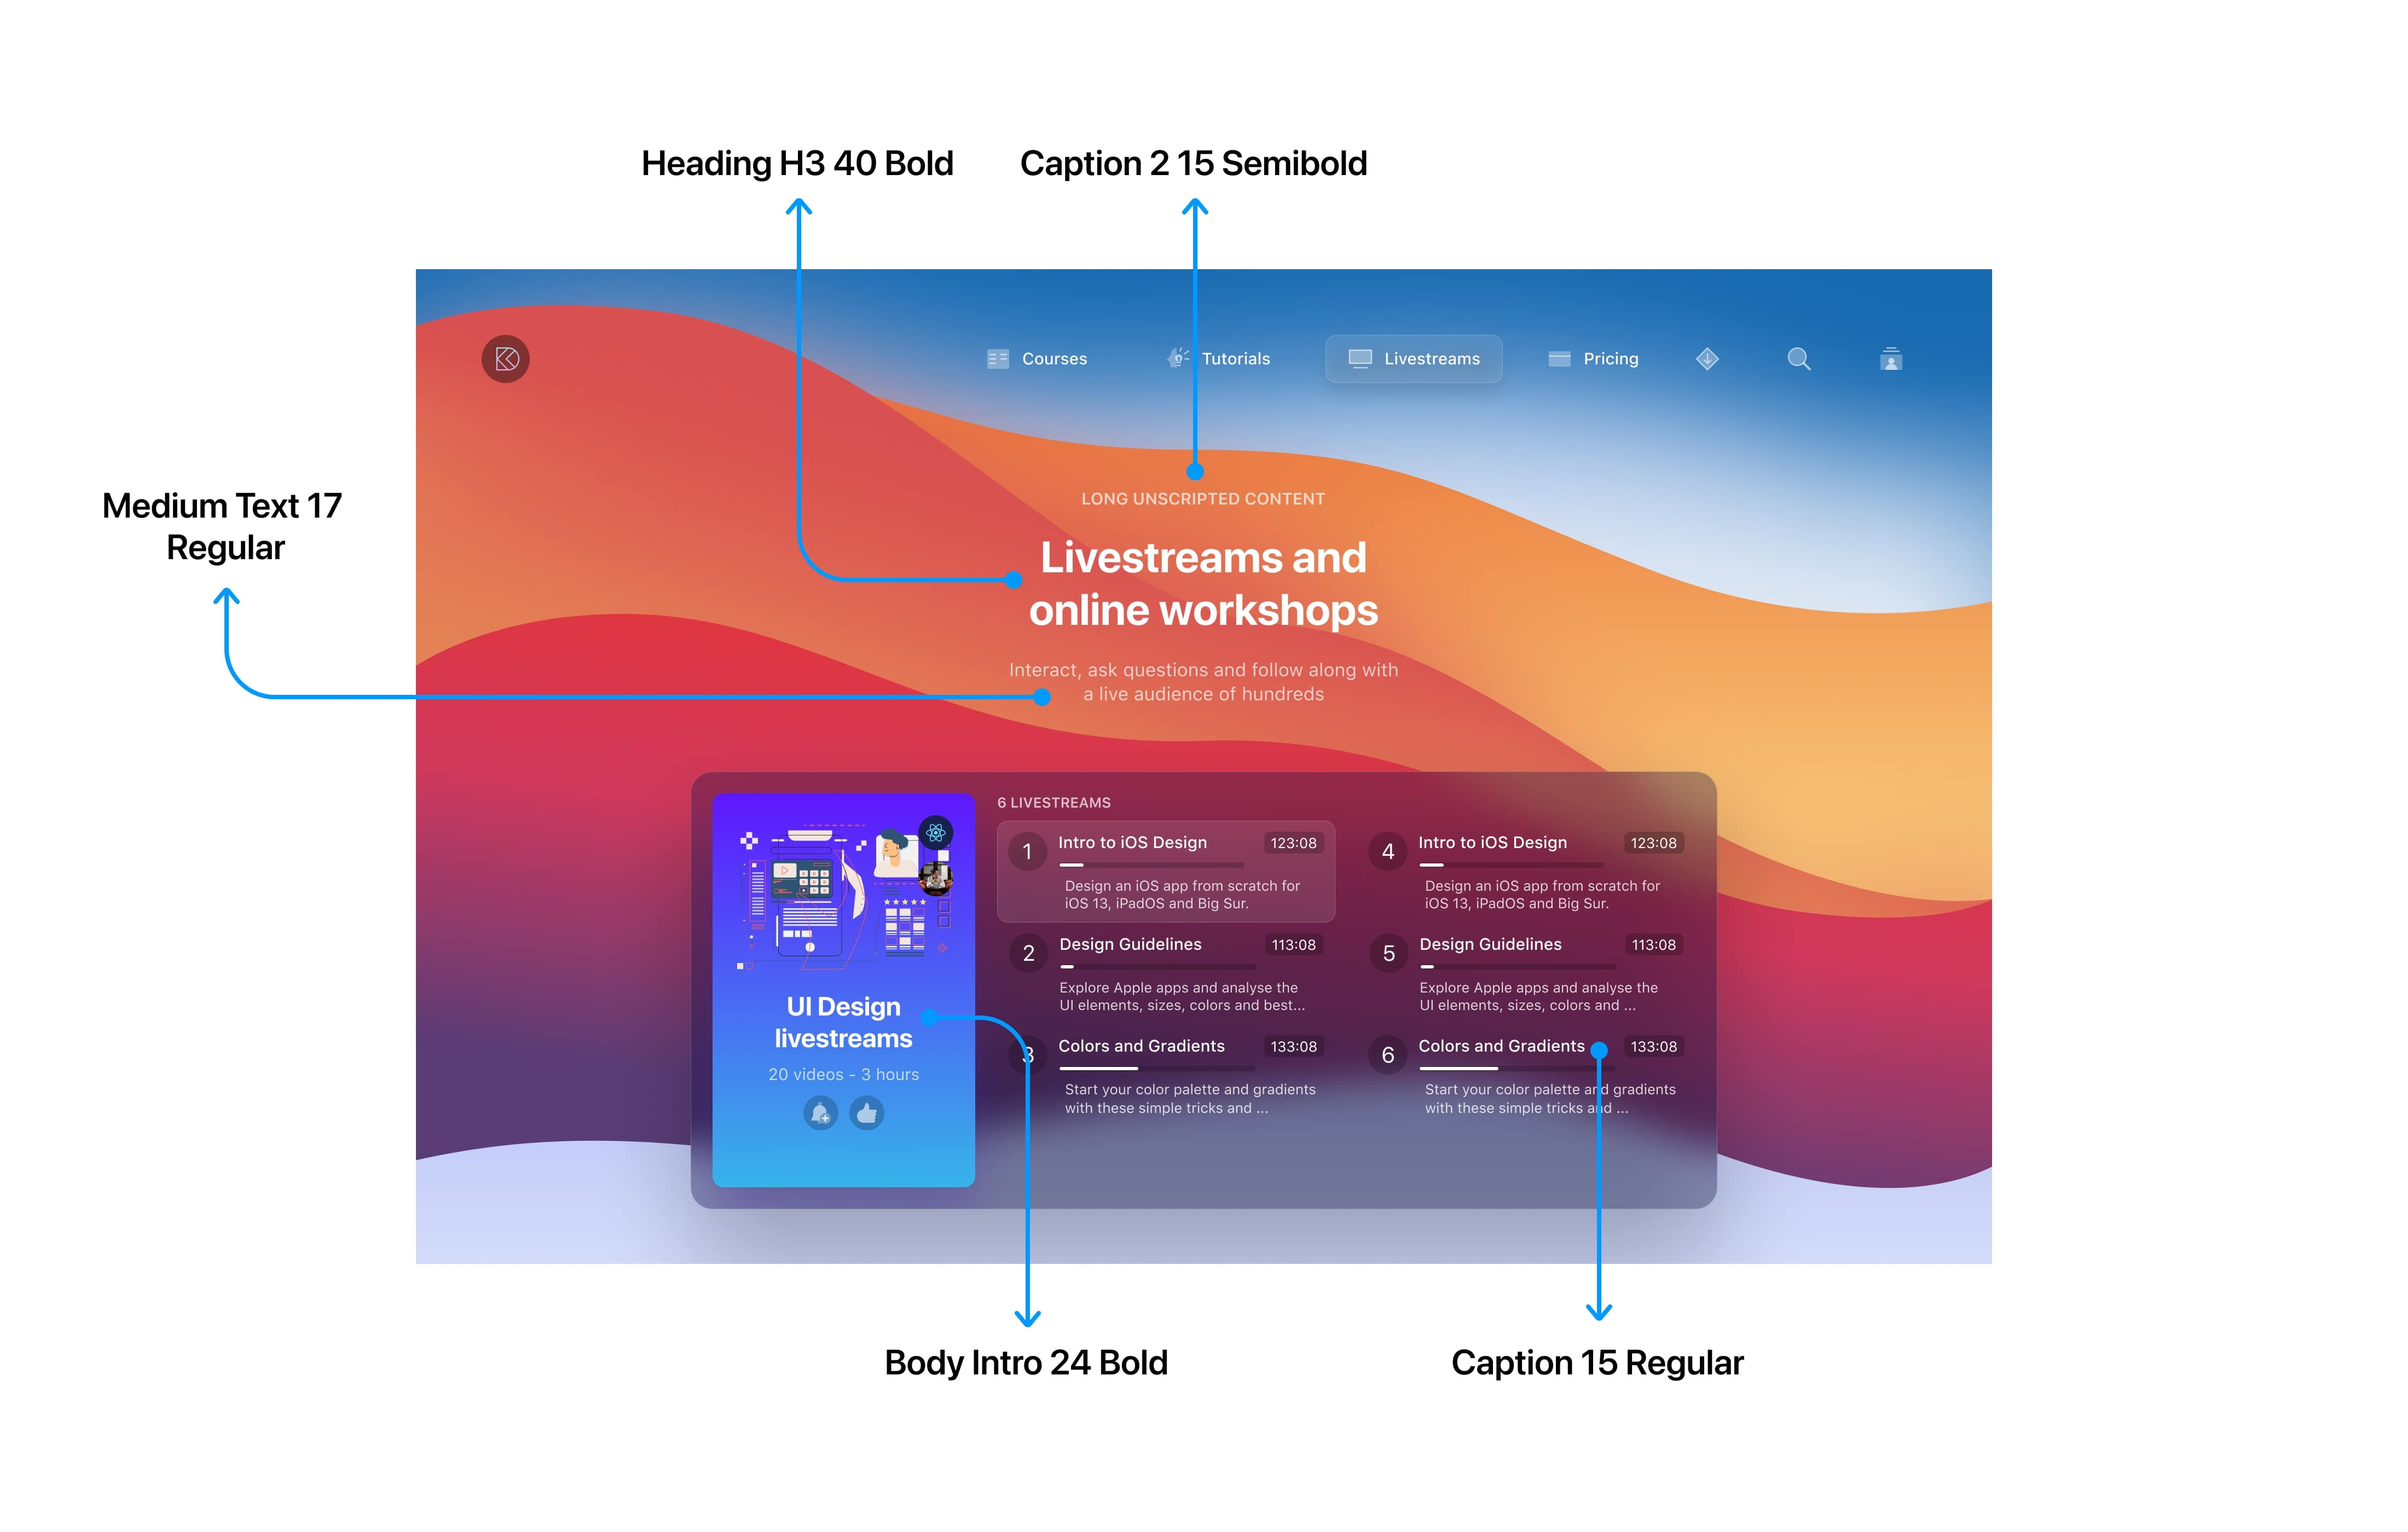 Heading H3 40 Bold
Caption 2 15 Semibold
Courses
Tutorials
Livestreams
Pricing
Medium Text 17
Regular
LONG UNSCRIPTED CONTENT
Livestreams and
online workshops
Interact, ask questions and follow along with
a live audience of hundreds
UI Design
livestreams
20 videos - 3 hours
6 LIVESTREAMS
1
Intro to iOS Design
123:08
Design an iOS app from scratch for
iOS 13, iPadOS and Big Sur.
2
Design Guidelines
113:08
Explore Apple apps and analyse the
UI elements, sizes, colors and best...
3
Colors and Gradients
133:08
Start your color palette and gradients
with these simple tricks and ...
4
Intro to iOS Design
123:08
Design an iOS app from scratch for
iOS 13, iPadOS and Big Sur.
5
Design Guidelines
113:08
Explore Apple apps and analyse the
UI elements, sizes, colors and ...
6
Colors and Gradients
133:08
Start your color palette and gradients
with these simple tricks and ...
Body Intro 24 Bold
Caption 15 Regular